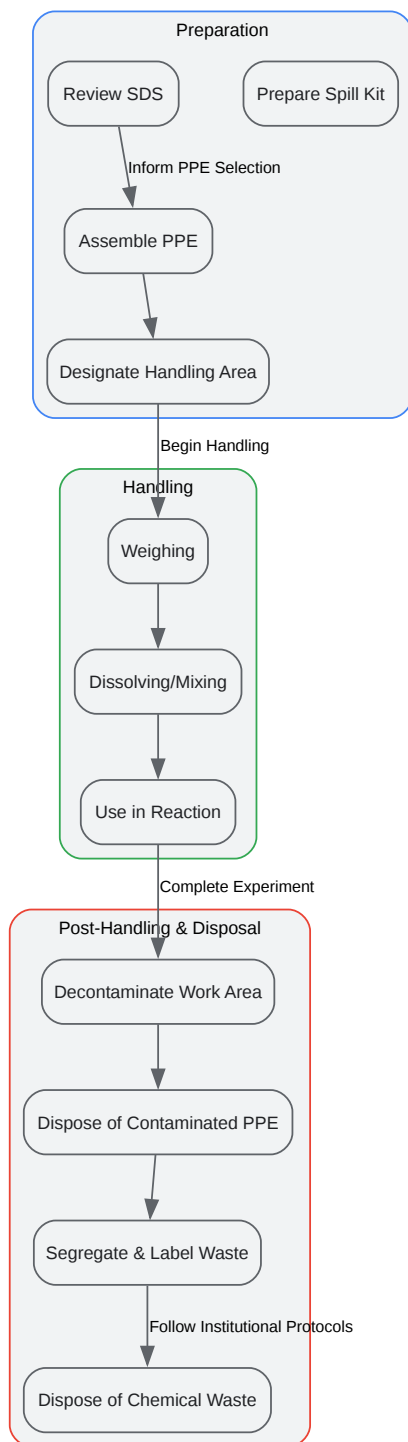 Preparation
Review SDS
Prepare Spill Kit
Inform PPE Selection
Assemble PPE
Designate Handling Area
Begin Handling
Handling
Weighing
Dissolving/Mixing
Use in Reaction
Complete Experiment
Post-Handling & Disposal
Decontaminate Work Area
Dispose of Contaminated PPE
Segregate & Label Waste
Follow Institutional Protocols
Dispose of Chemical Waste